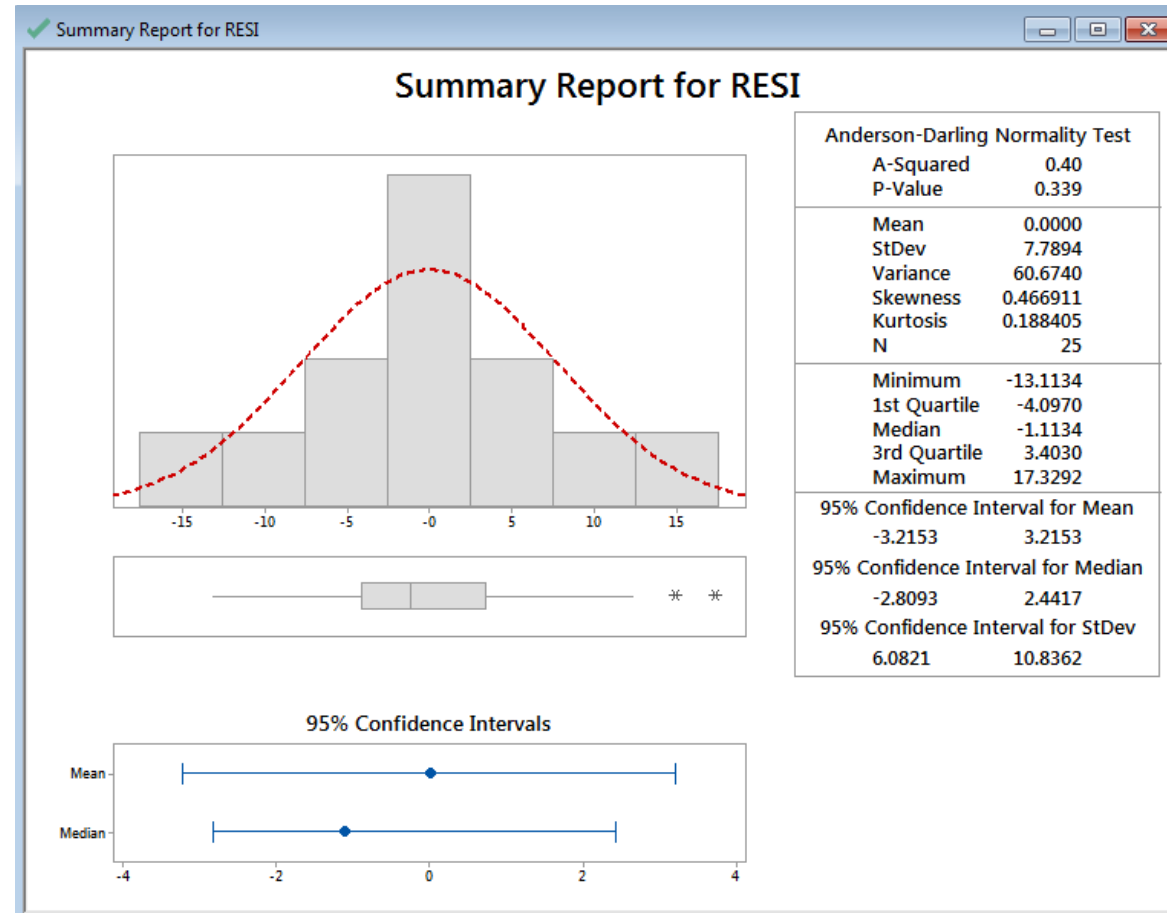 Summary Report for RESI
Summary Report for RESI
Anderson-Darling Normality Test
A-Squared 0.40
P-Value 0.339
Mean 0.0000
StDev 7.7894
Variance 60.6740
Skewness 0.466911
Kurtosis 0.188405
N 25
Minimum -13.1134
1st Quartile -4.0970
Median -1.1134
3rd Quartile 3.4030
Maximum 17.3292
95% Confidence Interval for Mean
-3.2153 3.2153
95% Confidence Interval for Median
-2.8093 2.4417
95% Confidence Interval for StDev
6.0821 10.8362
-15 -10 -5 -0 5 10 15
95% Confidence Intervals
Mean
Median
-4 -2 0 2 4